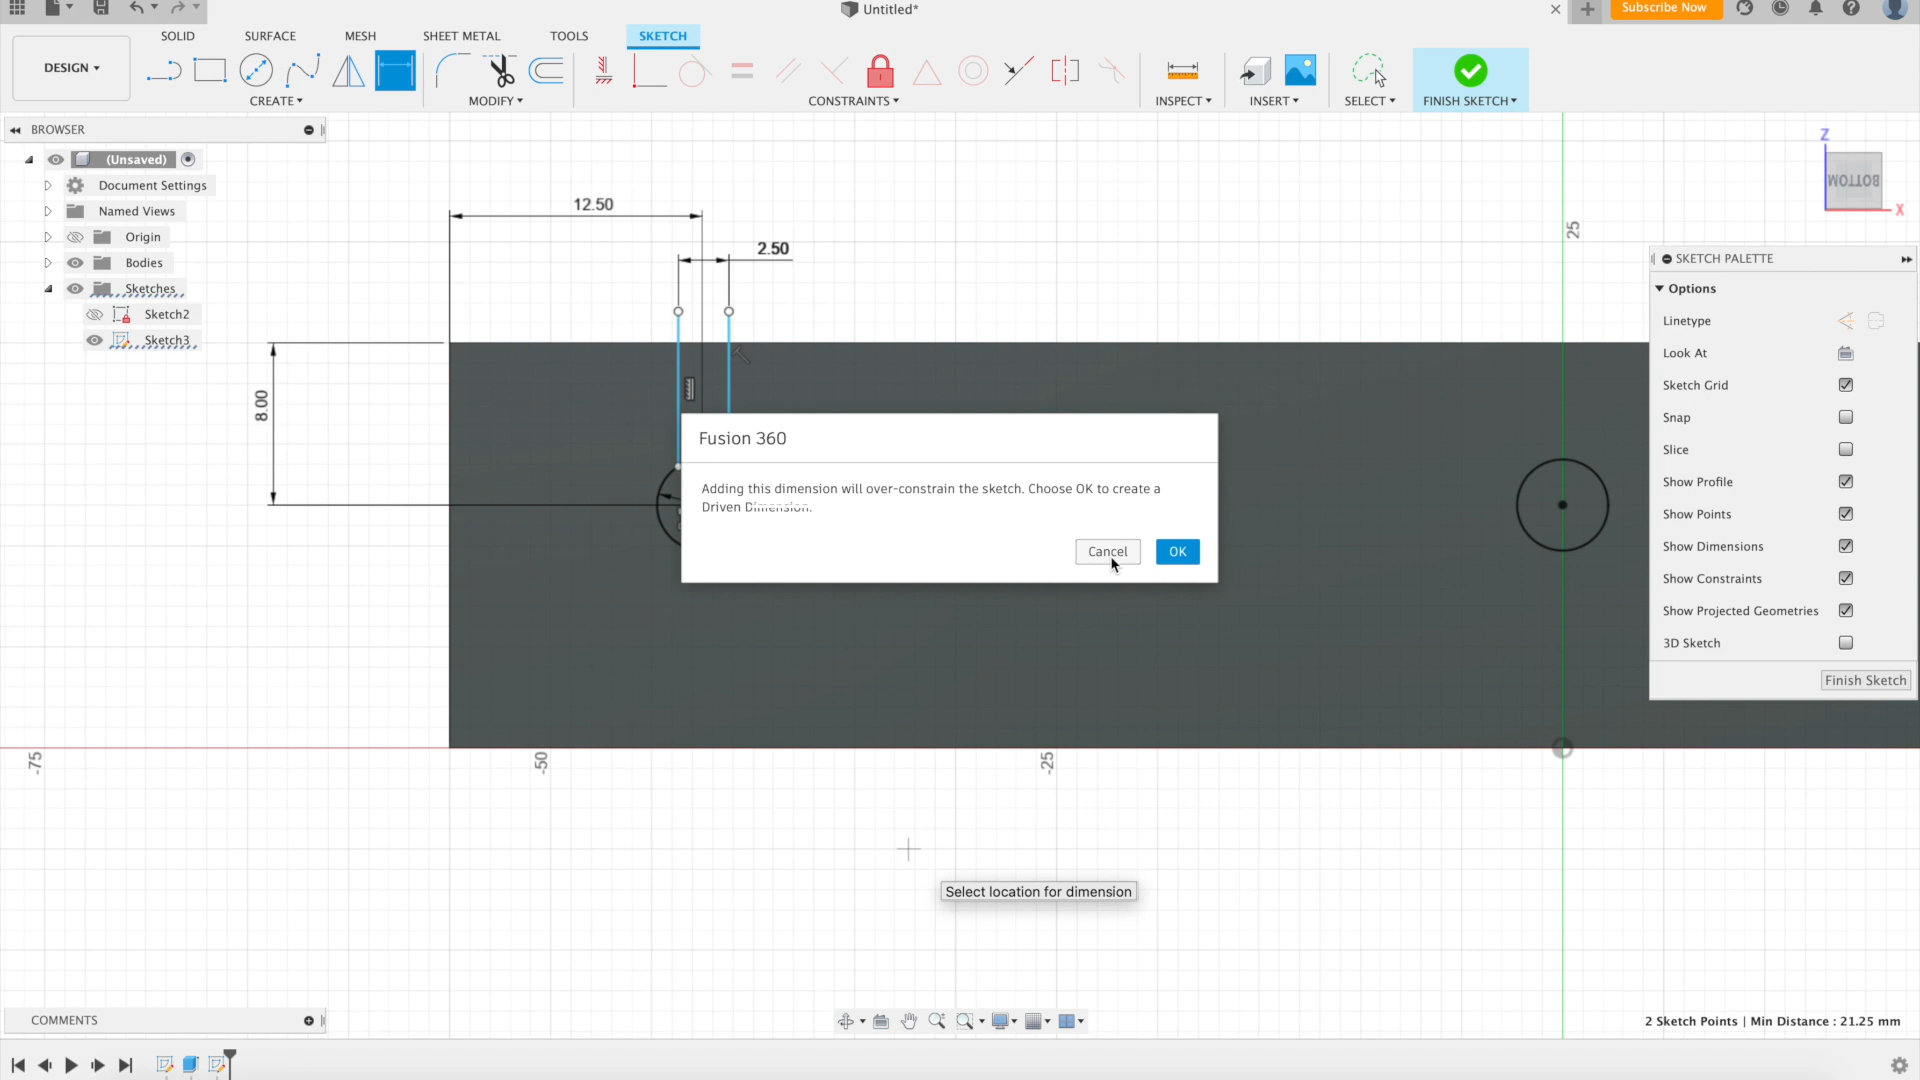 Untitled*
Subscribe Now
SOLID
SURFACE
MESH
SHEET METAL
TOOLS
SKETCH
DESIGN
CREATE
MODIFY
CONSTRAINTS
INSPECT
INSERT
SELECT
FINISH SKETCH
BROWSER
(Unsaved)
Document Settings
Named Views
Origin
Bodies
Sketches
Sketch2
Sketch3
12.50
2.50
8.00
25
Z
BOTTOM
X
SKETCH PALETTE
Options
Linetype
Look At
Sketch Grid
Snap
Slice
Show Profile
Show Points
Show Dimensions
Show Constraints
Show Projected Geometries
3D Sketch
Finish Sketch
Fusion 360
Adding this dimension will over-constrain the sketch. Choose OK to create a
Driven Dimension.
Cancel
OK
-75
-50
-25
Select location for dimension
COMMENTS
2 Sketch Points | Min Distance : 21.25 mm